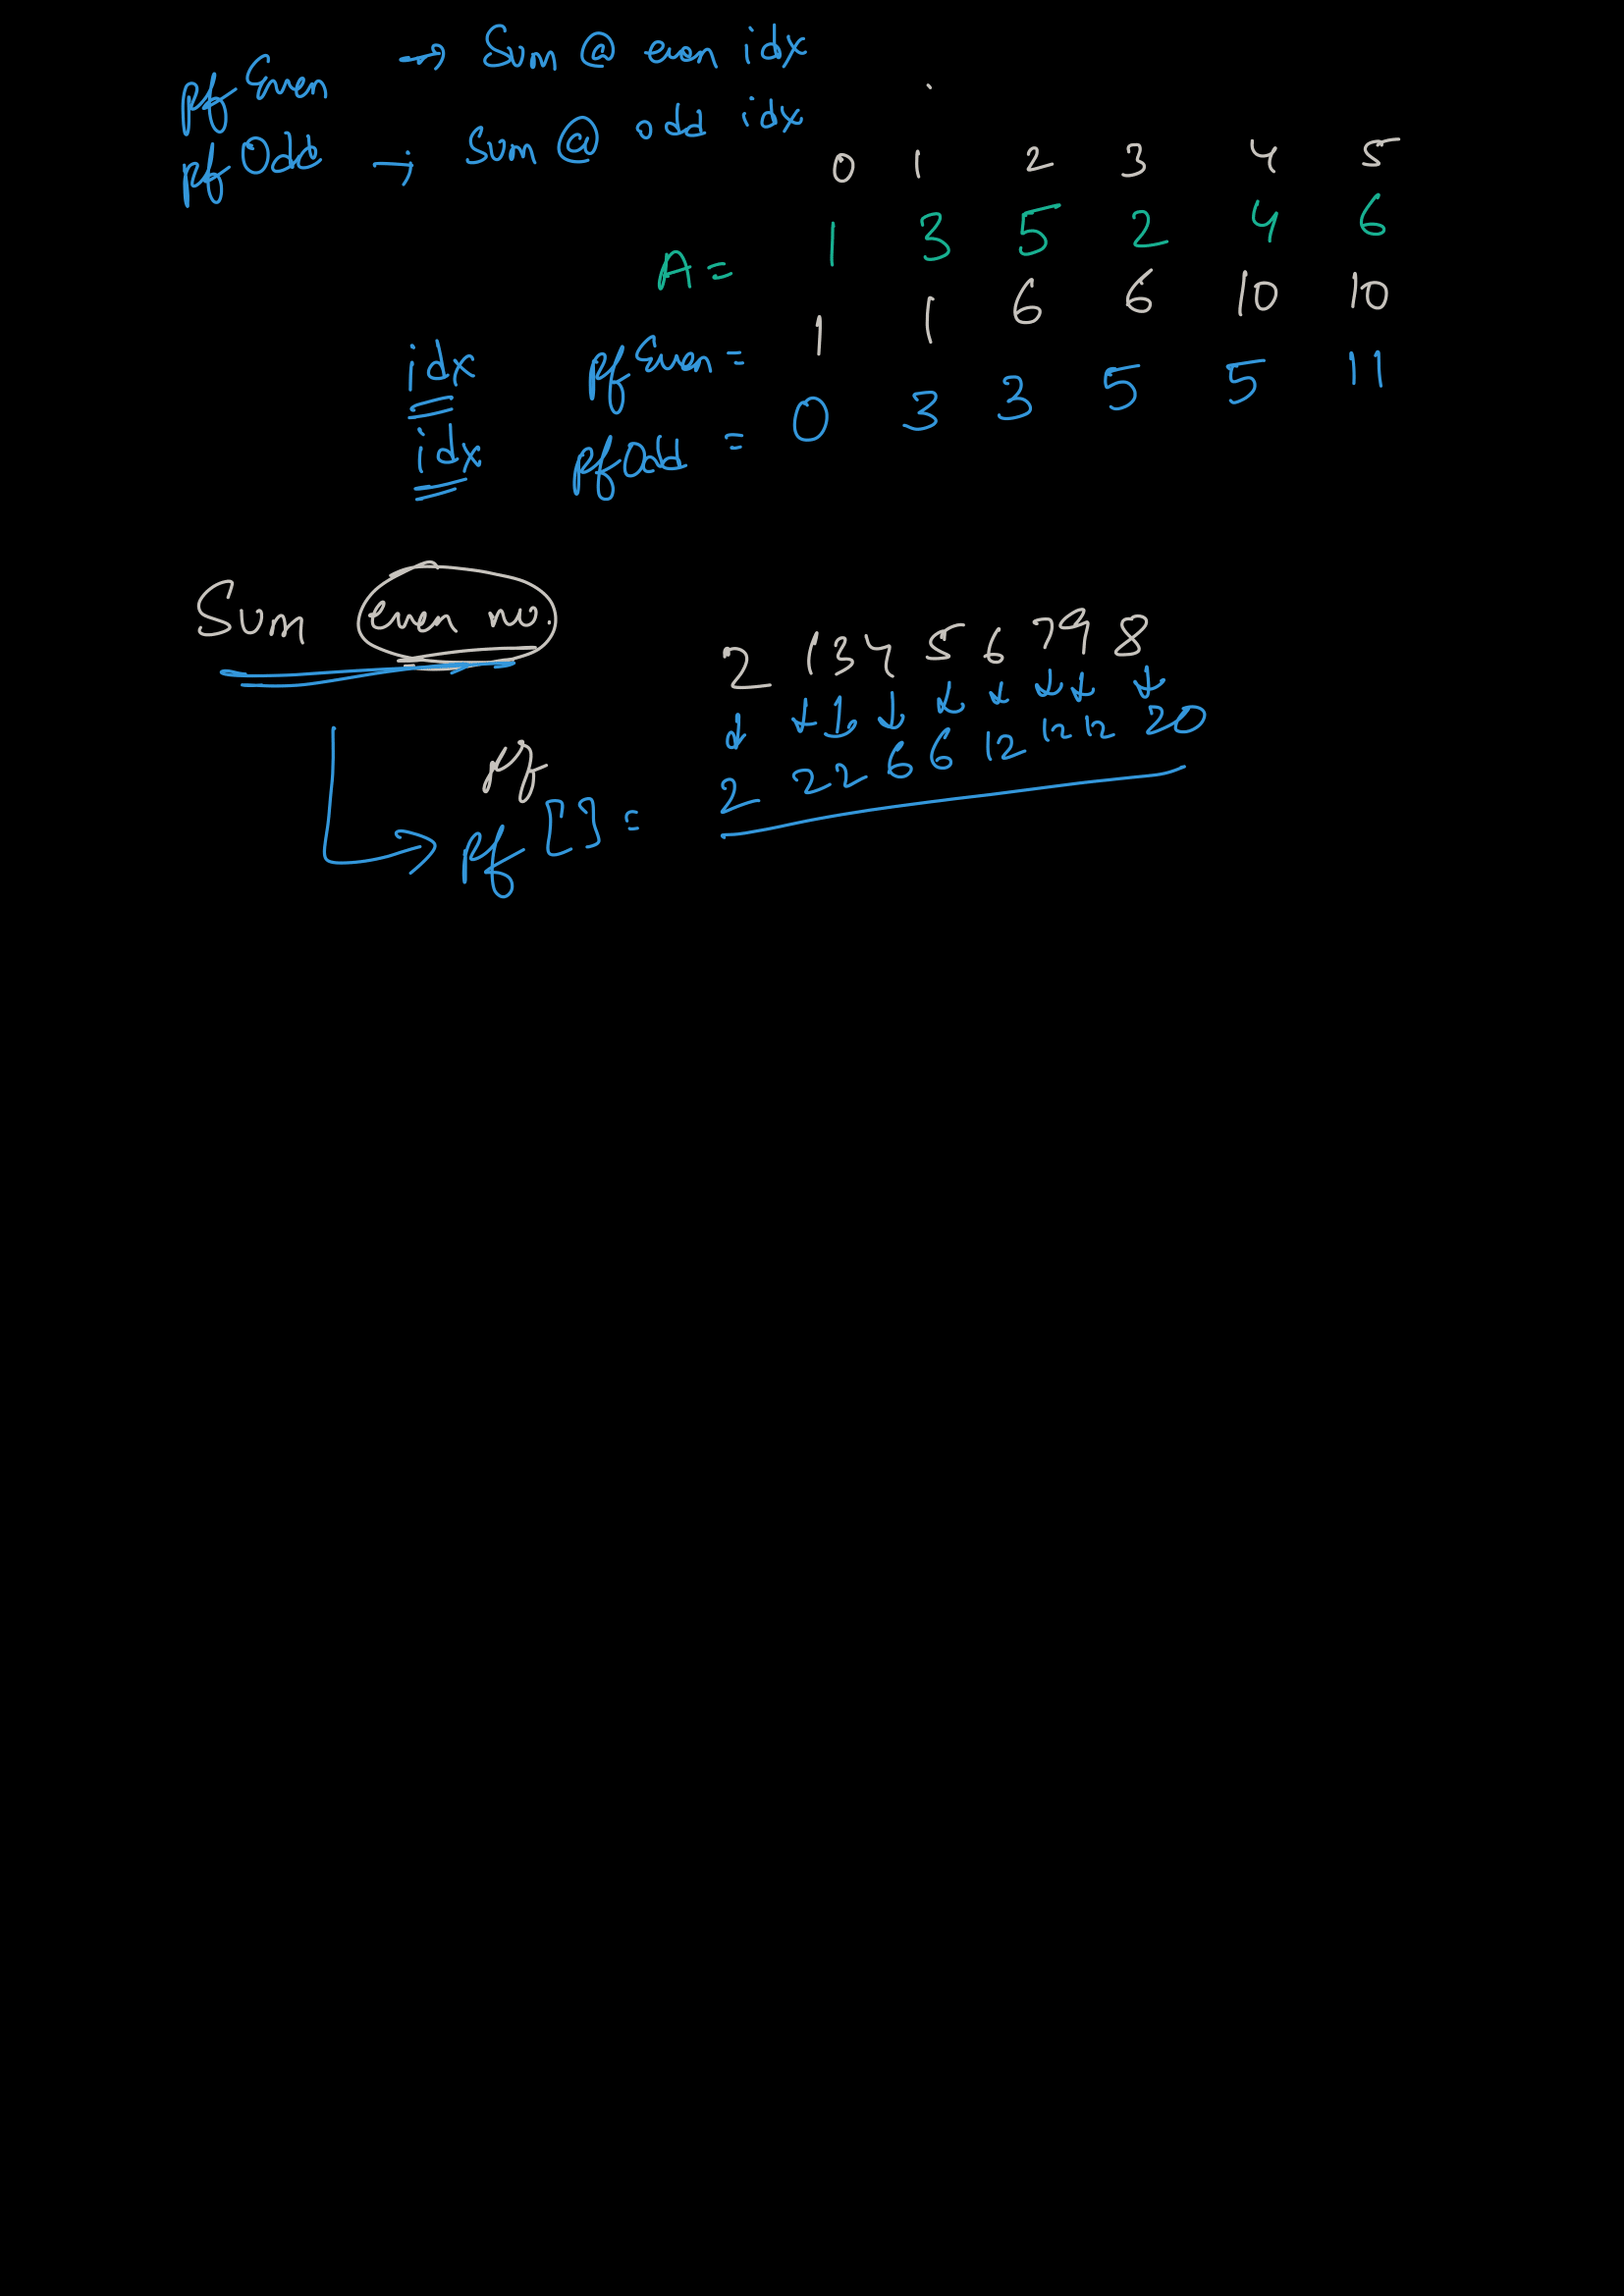 pf Even → Sum @ even idx
pf Odd → Sum @ odd idx
0 1 2 3 4 5
A = 1 3 5 2 4 6
idx pf Even = 1 1 6 6 10 10
idx pf Odd = 0 3 3 5 5 11
Sum even no.
2 1 3 4 5 6 7 9 8
↓ ↓ ↓ ↓ ↓ ↓ ↓ ↓ ↓
pf
pf [ ] = 2 2 2 6 6 12 12 12 20